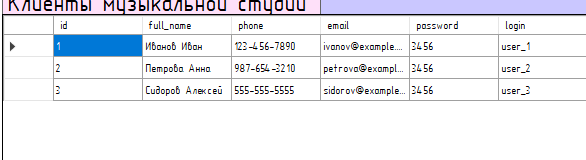 Клиенты музыкальной студии
id full_name phone email password login
1 Иванов Иван 123-456-7890 ivanov@example.... 3456 user_1
2 Петрова Анна 987-654-3210 petrova@exampl... 3456 user_2
3 Сидоров Алексей 555-555-5555 sidorov@example... 3456 user_3